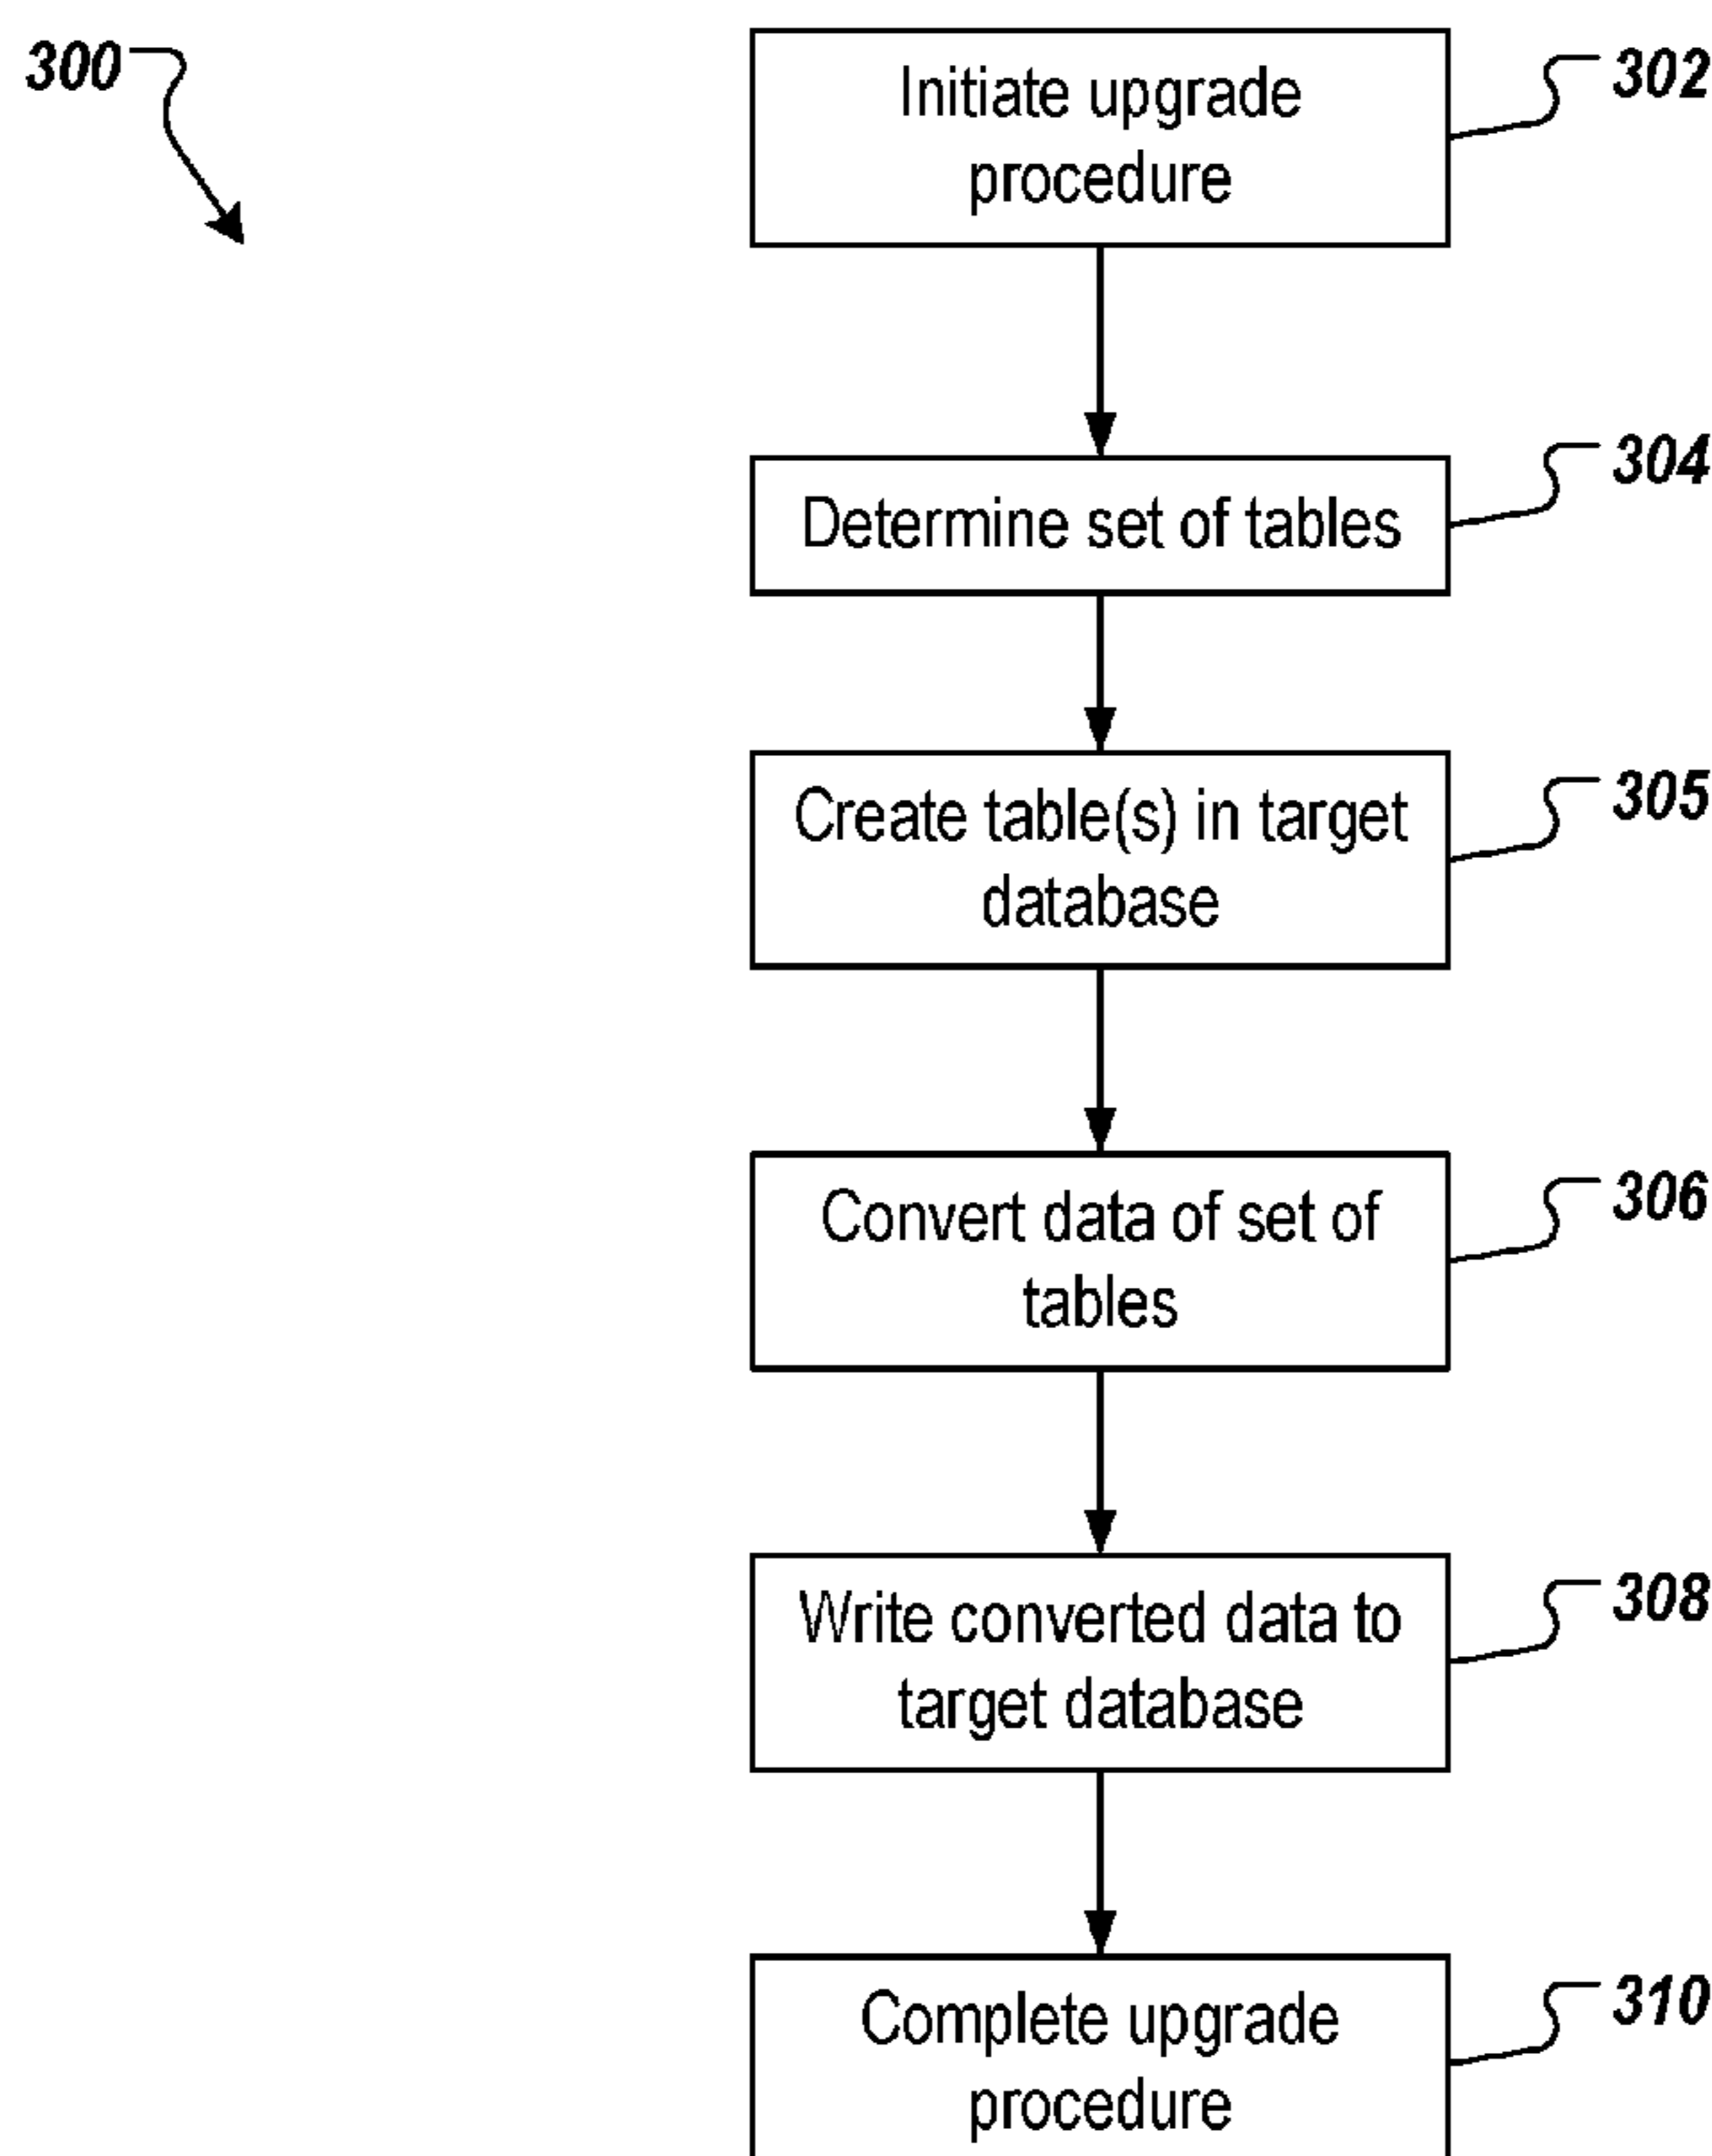 300
302
Initiate upgrade
procedure
304
Determine set of tables
305
Create table(s) in target
database
306
Convert data of set of
tables
308
Write converted data to
target database
310
Complete upgrade
procedure